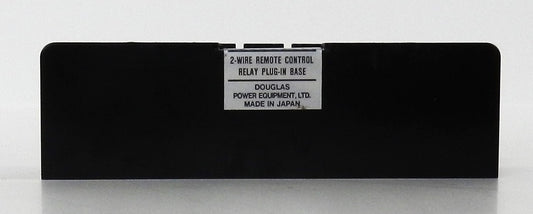 2-WIRE REMOTE CONTROL
RELAY PLUG-IN BASE
DOUGLAS
POWER EQUIPMENT, LTD.
MADE IN JAPAN